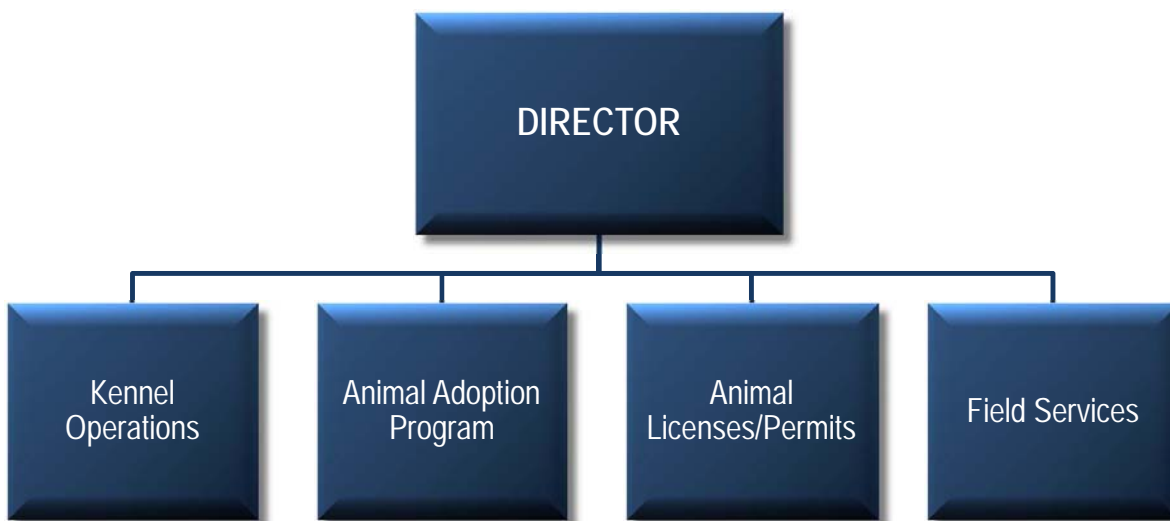 DIRECTOR
Kennel
Operations
Animal Adoption
Program
Animal
Licenses/Permits
Field Services